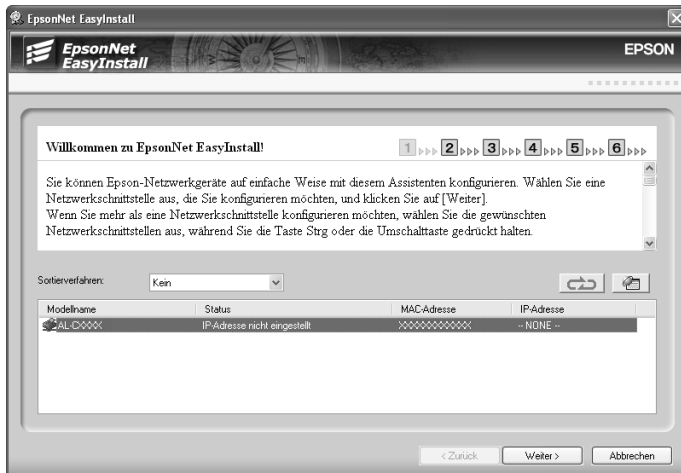 EpsonNet EasyInstall
EpsonNet
EasyInstall
EPSON
Willkommen zu EpsonNet EasyInstall!
1 2 3 4 5 6
Sie können Epson-Netzwerkgeräte auf einfache Weise mit diesem Assistenten konfigurieren. Wählen Sie eine
Netzwerkschnittstelle aus, die Sie konfigurieren möchten, und klicken Sie auf [Weiter].
Wenn Sie mehr als eine Netzwerkschnittstelle konfigurieren möchten, wählen Sie die gewünschten
Netzwerkschnittstellen aus, während Sie die Taste Strg oder die Umschalttaste gedrückt halten.
Sortierverfahren: Kein
Modellname Status MAC-Adresse IP-Adresse
AL-CXXXX IP-Adresse nicht eingestellt XXXXXXXXXXXX -- NONE --
< Zurück Weiter > Abbrechen